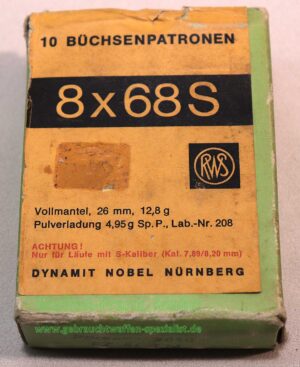 10 BÜCHSENPATRONEN
8x68S
RWS
Vollmantel, 26 mm, 12,8 g
Pulverladung 4,95 g Sp. P., Lab.-Nr. 208
ACHTUNG!
Nur für Läufe mit S-Kaliber (Kal. 7,89/8,20 mm)
DYNAMIT NOBEL NÜRNBERG
www.gebrauchtwaffen-spezialist.de